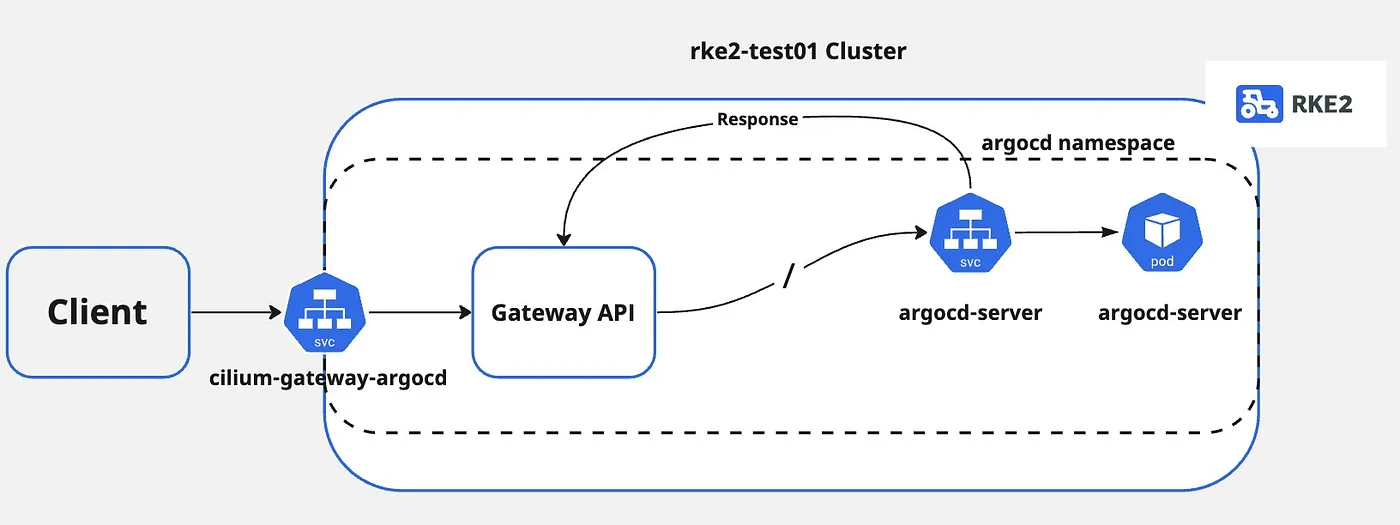 rke2-test01 Cluster
RKE2
Response
argocd namespace
Client
svc
cilium-gateway-argocd
Gateway API
/
svc
argocd-server
pod
argocd-server